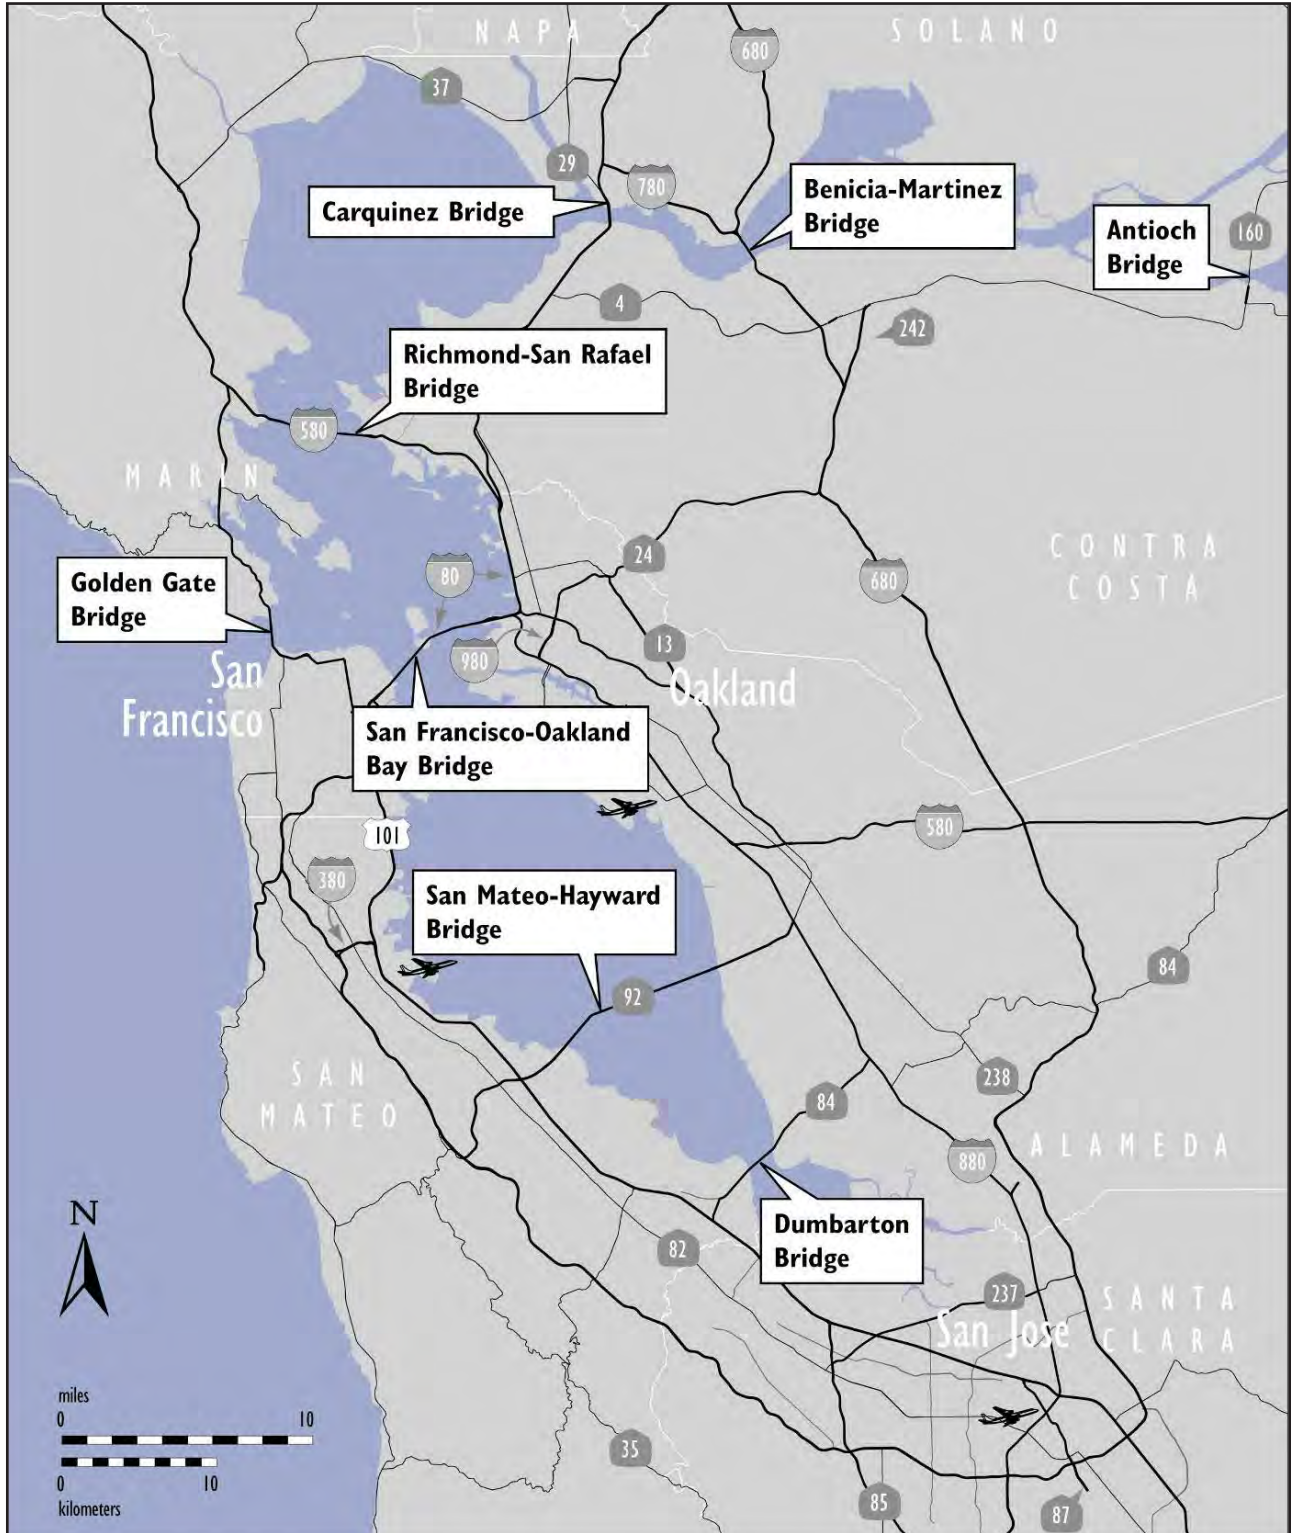 NAPA
SOLANO
680
37
29
780
Carquinez Bridge
Benicia-Martinez
Bridge
Antioch
Bridge
160
4
242
Richmond-San Rafael
Bridge
580
MARIN
24
80
CONTRA
COSTA
680
Golden Gate
Bridge
13
980
San
Francisco
Oakland
San Francisco-Oakland
Bay Bridge
101
580
380
San Mateo-Hayward
Bridge
84
92
SAN
MATEO
238
84
ALAMEDA
880
Dumbarton
Bridge
N
82
237
SANTA
CLARA
San Jose
miles
0 10
0 10
kilometers
35
85
87